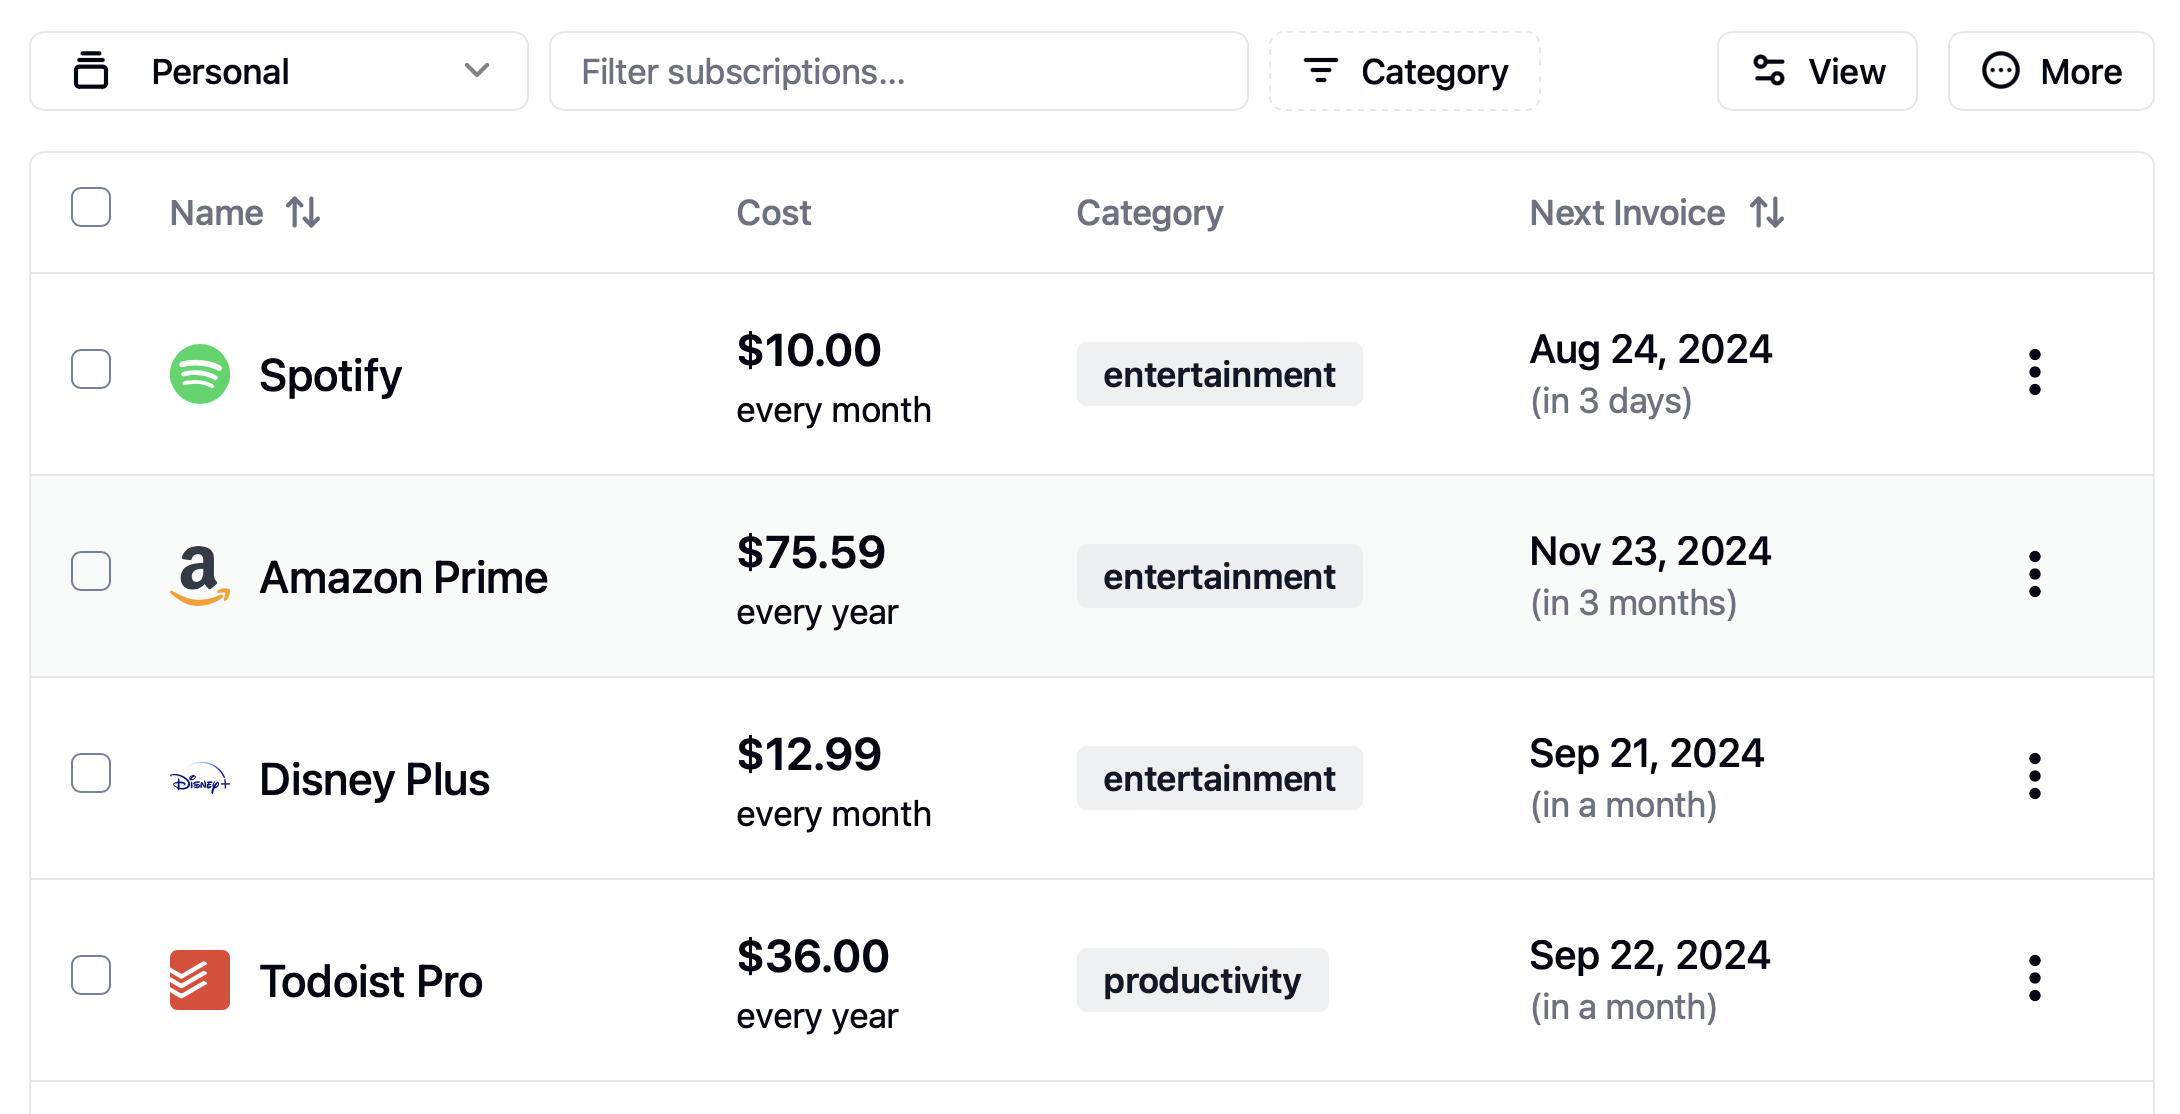 Personal
Filter subscriptions...
Category
View
More
Name
Cost
Category
Next Invoice
Spotify
$10.00
every month
entertainment
Aug 24, 2024
(in 3 days)
a
Amazon Prime
$75.59
every year
entertainment
Nov 23, 2024
(in 3 months)
Disney+
Disney Plus
$12.99
every month
entertainment
Sep 21, 2024
(in a month)
Todoist Pro
$36.00
every year
productivity
Sep 22, 2024
(in a month)